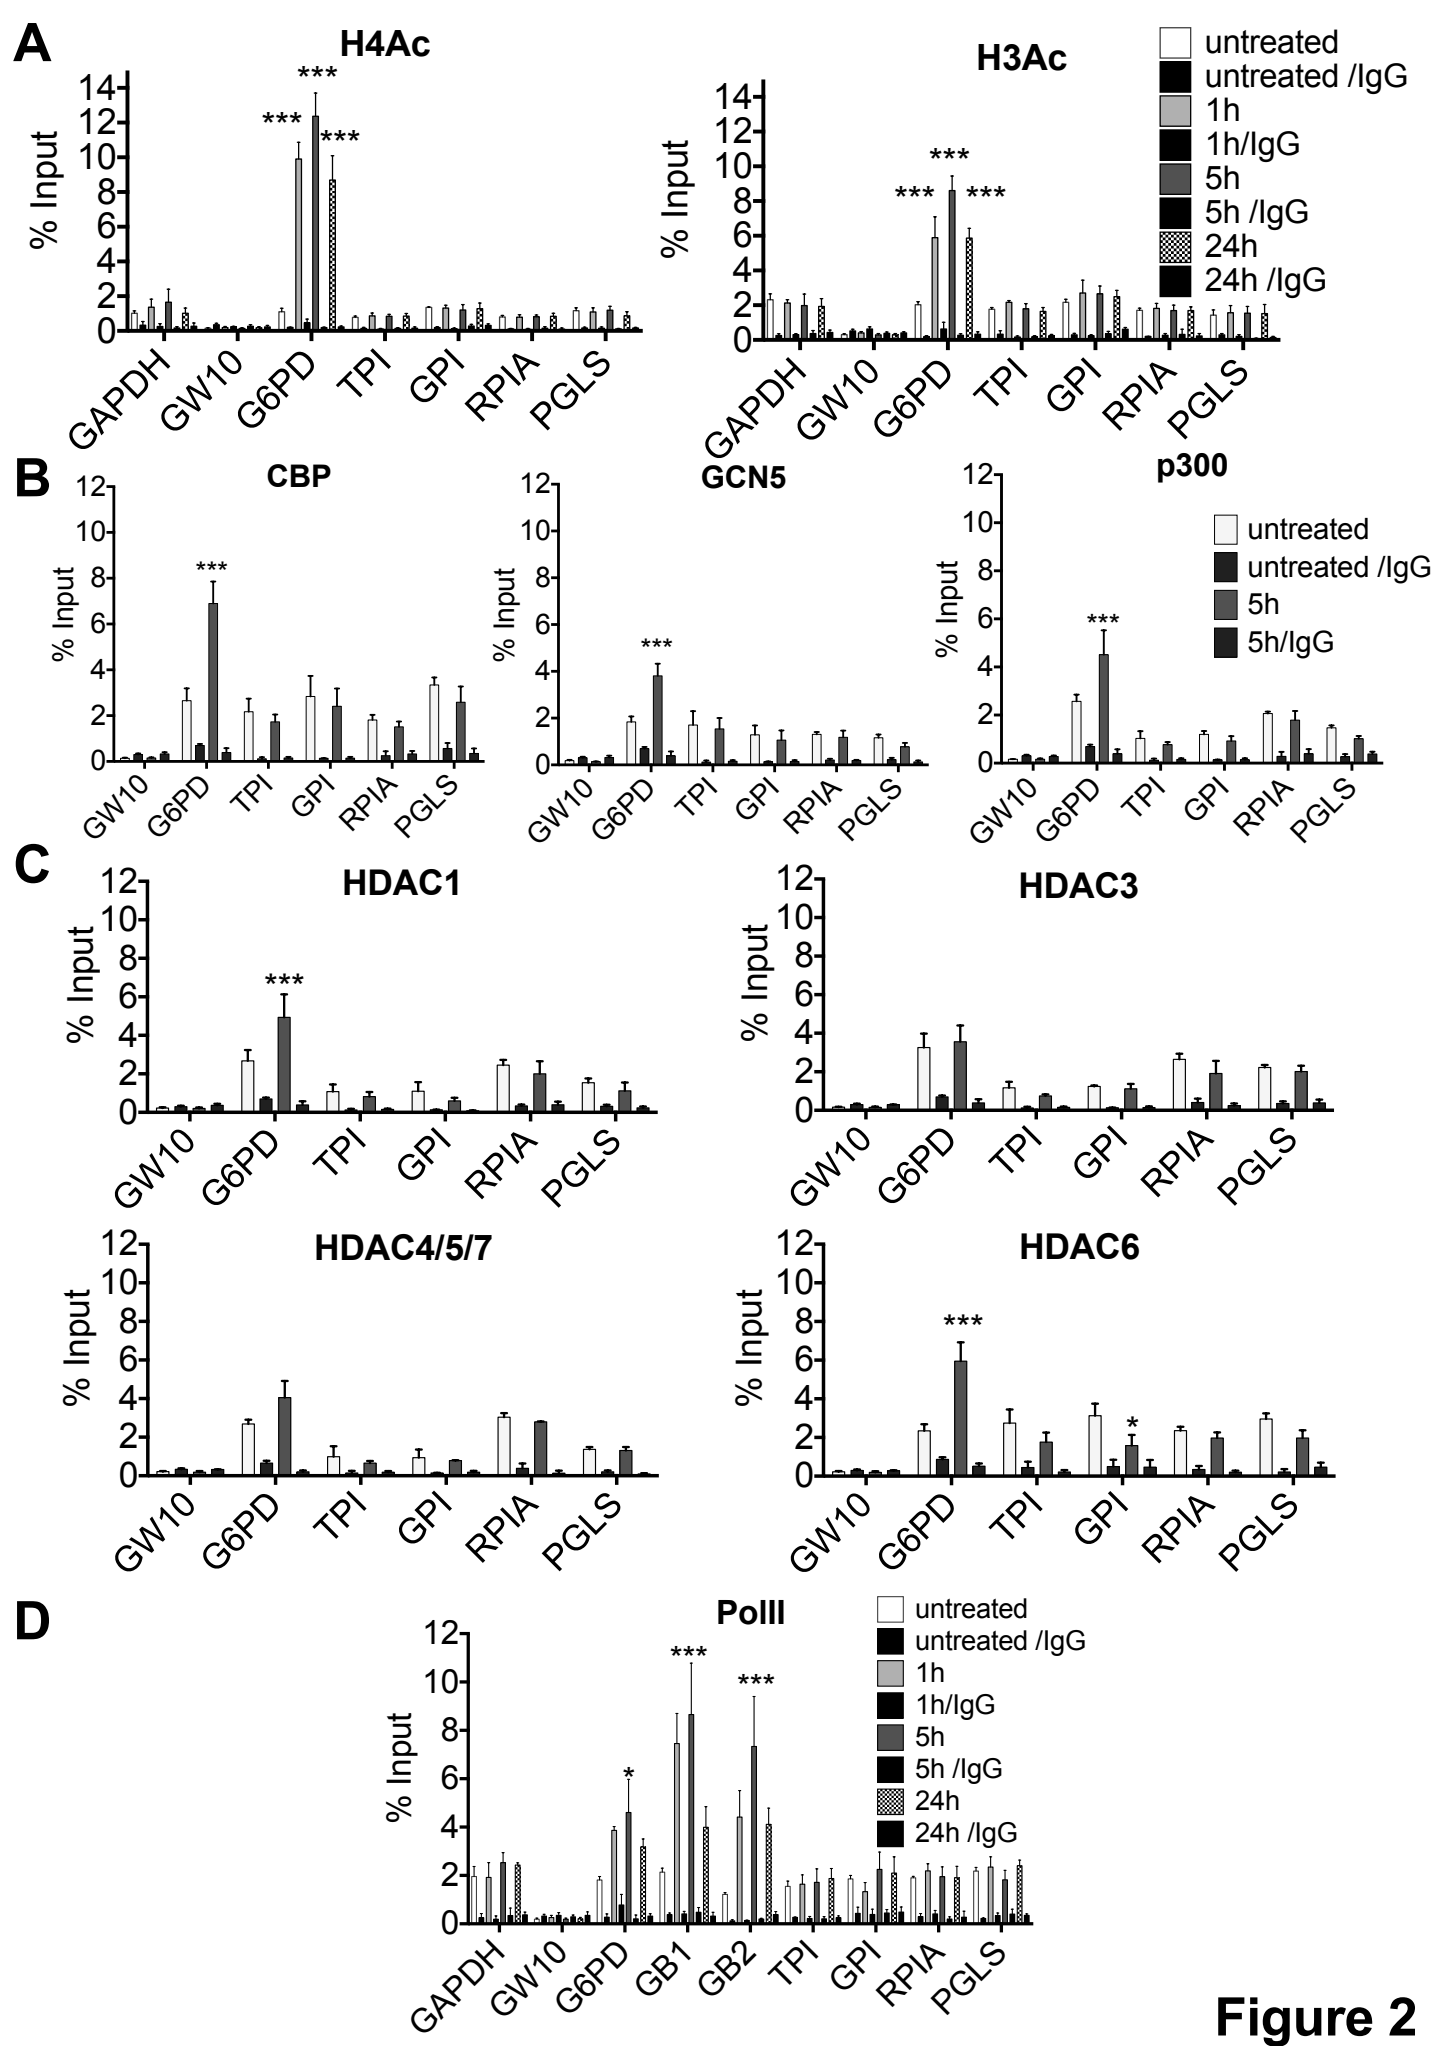 A
H4Ac
***
***
***
14
12
10
8
6
4
2
0
% Input
GAPDH
GW10
G6PD
TPI
GPI
RPIA
PGLS
H3Ac
***
***
***
14
12
10
8
6
4
2
0
% Input
GAPDH
GW10
G6PD
TPI
GPI
RPIA
PGLS
untreated
untreated /IgG
1h
1h/IgG
5h
5h /IgG
24h
24h /IgG
B
CBP
***
12
10
8
6
4
2
0
% Input
GW10
G6PD
TPI
GPI
RPIA
PGLS
GCN5
***
12
10
8
6
4
2
0
% Input
GW10
G6PD
TPI
GPI
RPIA
PGLS
p300
***
12
10
8
6
4
2
0
% Input
GW10
G6PD
TPI
GPI
RPIA
PGLS
untreated
untreated /IgG
5h
5h/IgG
C
HDAC1
***
12
10
8
6
4
2
0
% Input
GW10
G6PD
TPI
GPI
RPIA
PGLS
HDAC3
12
10
8
6
4
2
0
% Input
GW10
G6PD
TPI
GPI
RPIA
PGLS
HDAC4/5/7
12
10
8
6
4
2
0
% Input
GW10
G6PD
TPI
GPI
RPIA
PGLS
HDAC6
***
*
12
10
8
6
4
2
0
% Input
GW10
G6PD
TPI
GPI
RPIA
PGLS
D
PolII
***
***
*
12
10
8
6
4
2
0
% Input
GAPDH
GW10
G6PD
GB1
GB2
TPI
GPI
RPIA
PGLS
untreated
untreated /IgG
1h
1h/IgG
5h
5h /IgG
24h
24h /IgG
Figure 2